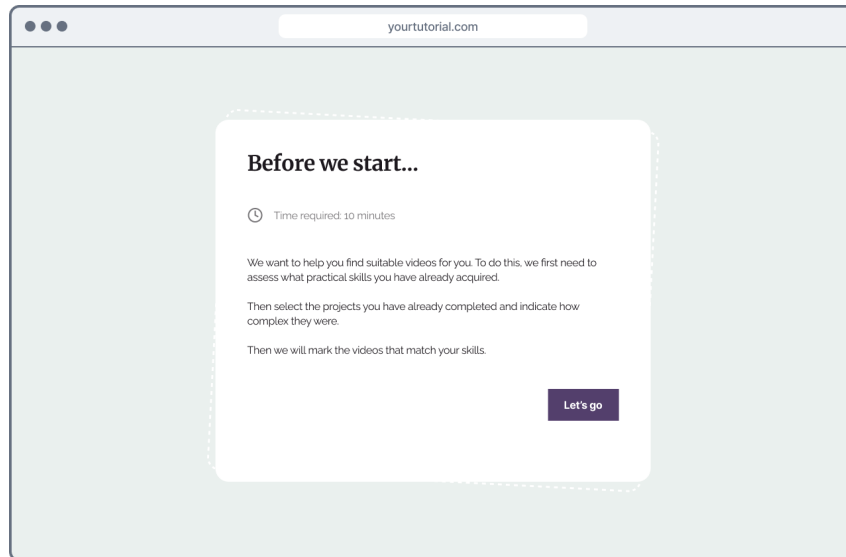 yourtutorial.com
Before we start...
Time required: 10 minutes
We want to help you find suitable videos for you. To do this, we first need to
assess what practical skills you have already acquired.
Then select the projects you have already completed and indicate how
complex they were.
Then we will mark the videos that match your skills.
Let's go